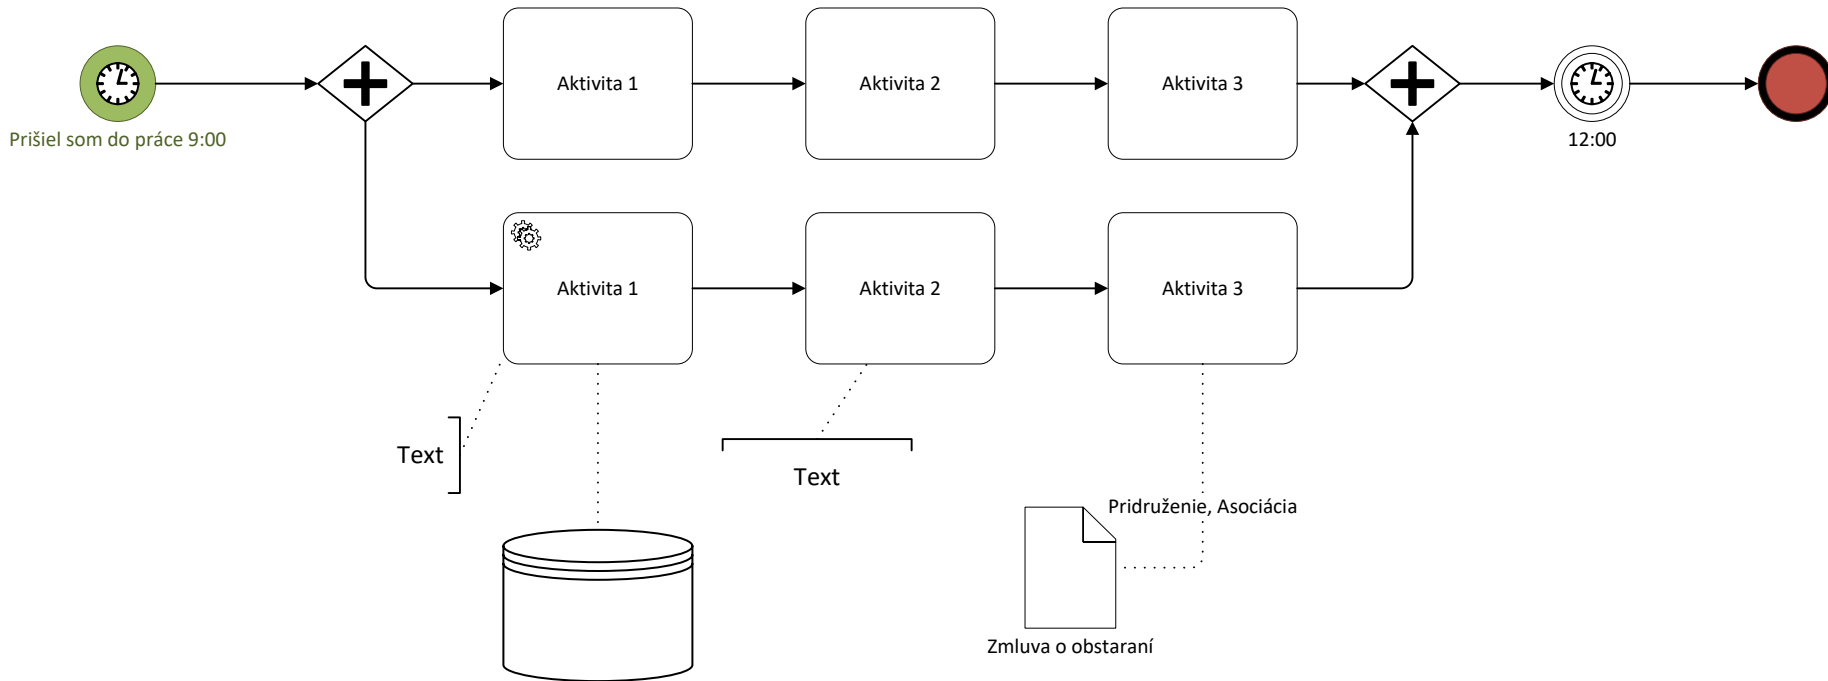 Aktivita 1
Aktivita 2
Aktivita 3
Prišiel som do práce 9:00
12:00
Aktivita 1
Aktivita 2
Aktivita 3
Text
Text
Pridruženie, Asociácia
Zmluva o obstaraní